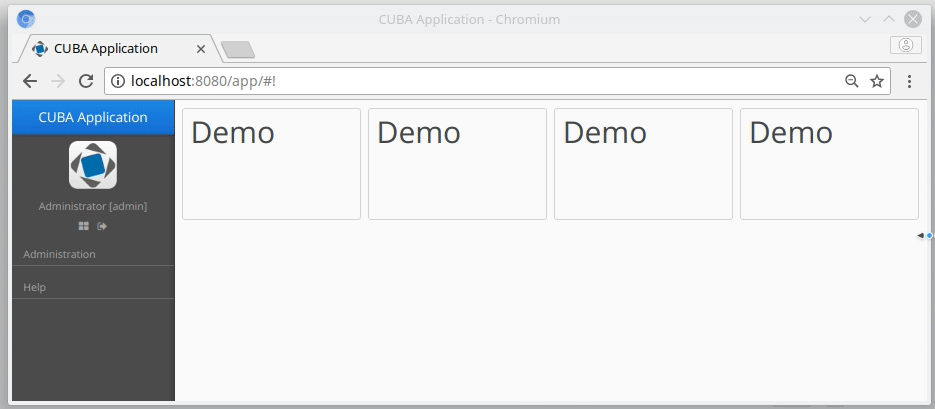 CUBA Application - Chromium
CUBA Application
localhost:8080/app/#!
CUBA Application
Administrator [admin]
Administration
Help
Demo
Demo
Demo
Demo